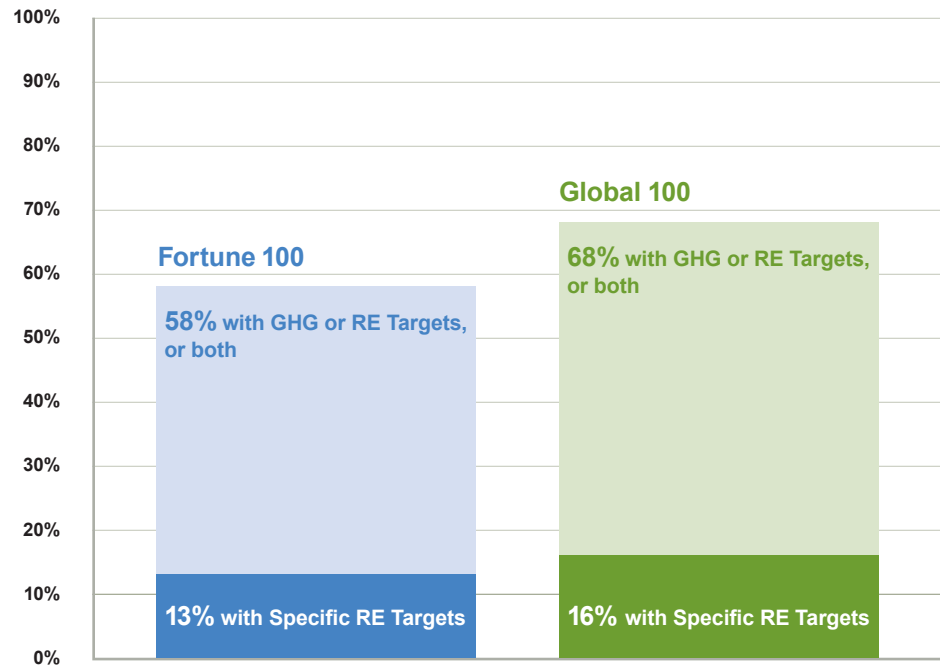 100%
90%
80%
70%
60%
50%
40%
30%
20%
10%
0%
Fortune 100
58% with GHG or RE Targets,
or both
13% with Specific RE Targets
Global 100
68% with GHG or RE Targets,
or both
16% with Specific RE Targets